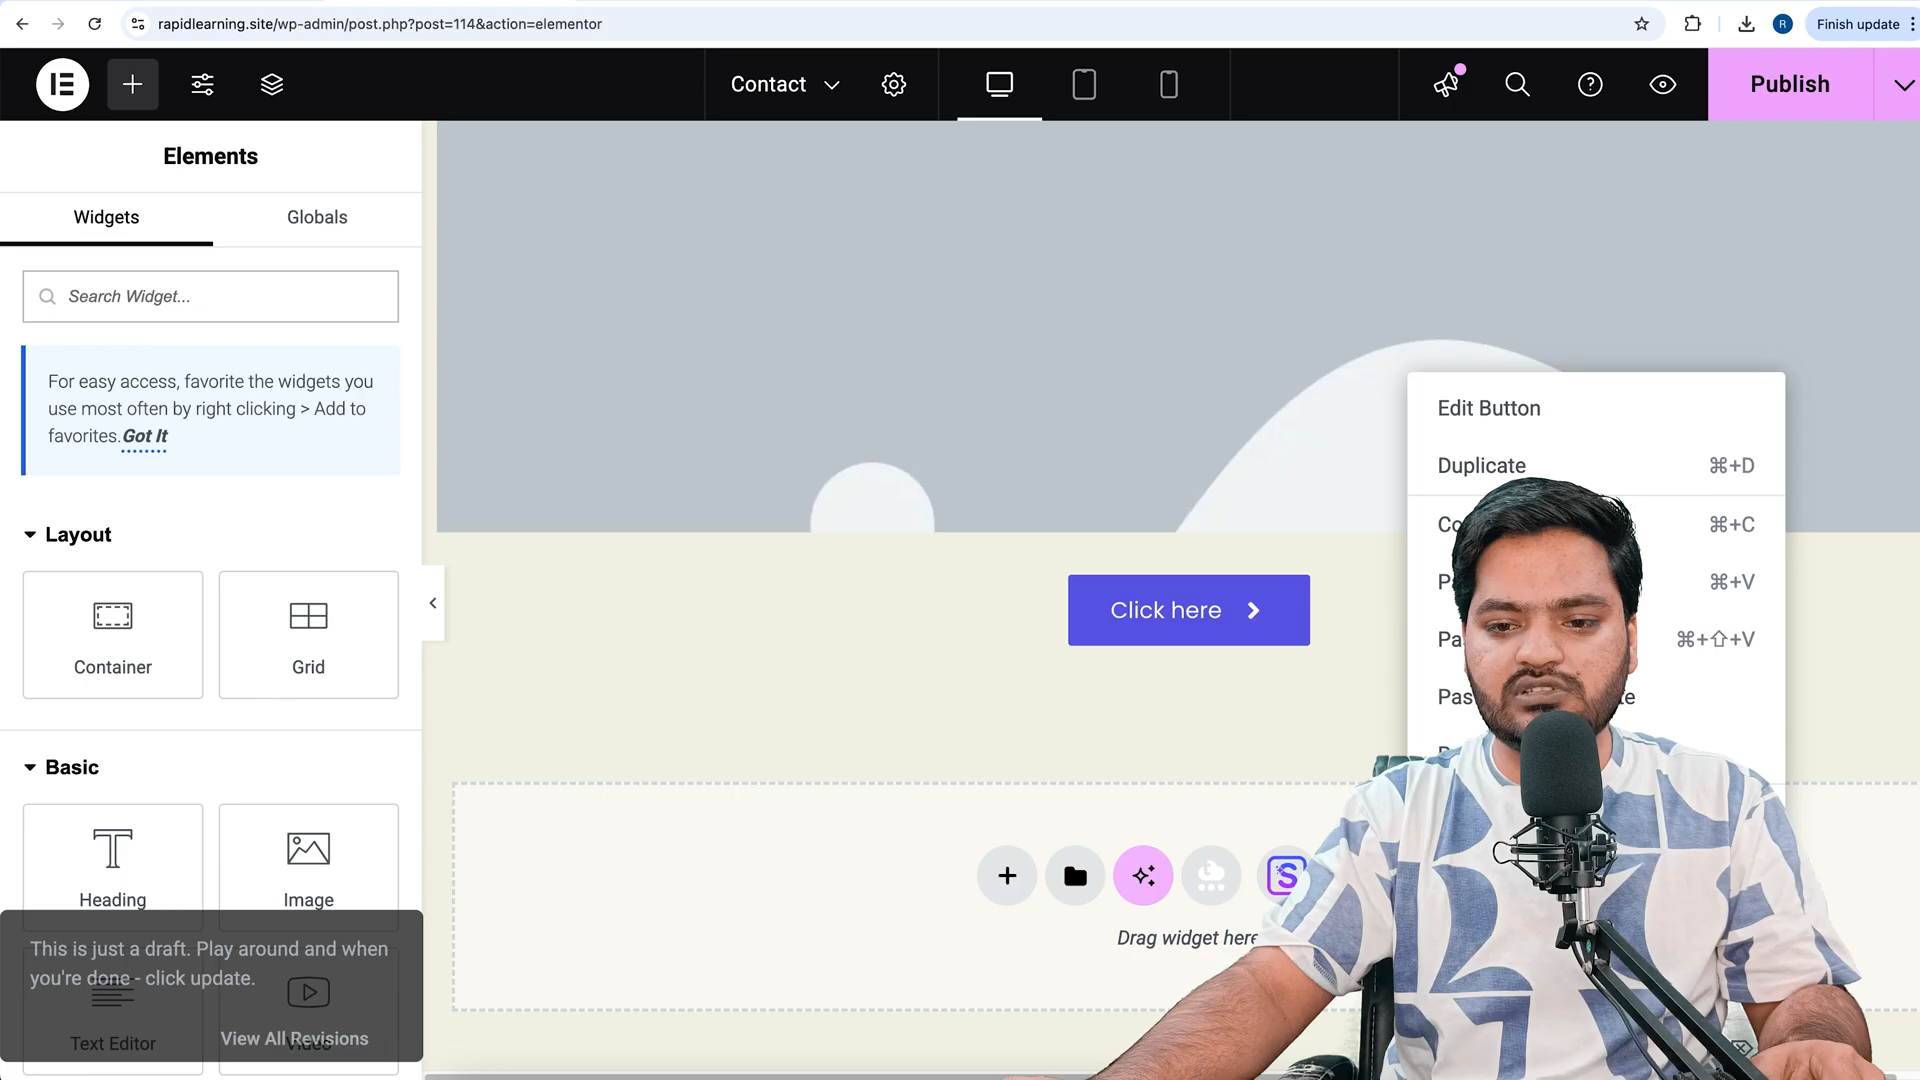 rapidlearning.site/wp-admin/post.php?post=114&action=elementor
R
Finish update
Contact
Publish
Elements
Widgets
Globals
Search Widget...
For easy access, favorite the widgets you
use most often by right clicking > Add to
favorites. Got It
Layout
Container
Grid
Basic
Heading
Image
Text Editor
This is just a draft. Play around and when
you're done - click update.
View All Revisions
Click here
Drag widget here
Edit Button
Duplicate ⌘+D
⌘+C
⌘+V
⌘+⇧+V
S